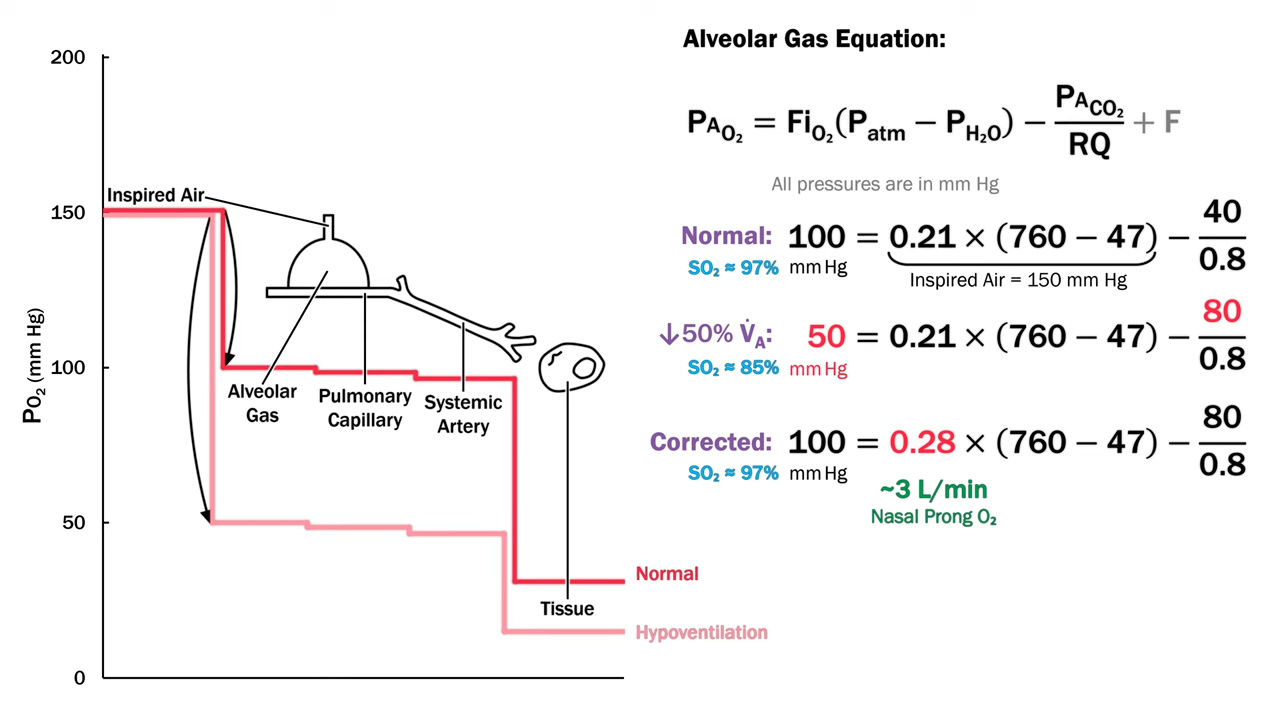 Alveolar Gas Equation:
PAO₂ = FiO₂(Patm − PH₂O) − PACO₂/RQ + F
All pressures are in mm Hg
Normal: 100 = 0.21 × (760 − 47) − 40/0.8
SO₂ ≈ 97% mm Hg
Inspired Air = 150 mm Hg
↓50% V̇A: 50 = 0.21 × (760 − 47) − 80/0.8
SO₂ ≈ 85% mm Hg
Corrected: 100 = 0.28 × (760 − 47) − 80/0.8
SO₂ ≈ 97% mm Hg
~3 L/min
Nasal Prong O₂
PO₂ (mm Hg)
200
150
100
50
0
Inspired Air
Alveolar
Gas
Pulmonary
Capillary
Systemic
Artery
Tissue
Normal
Hypoventilation